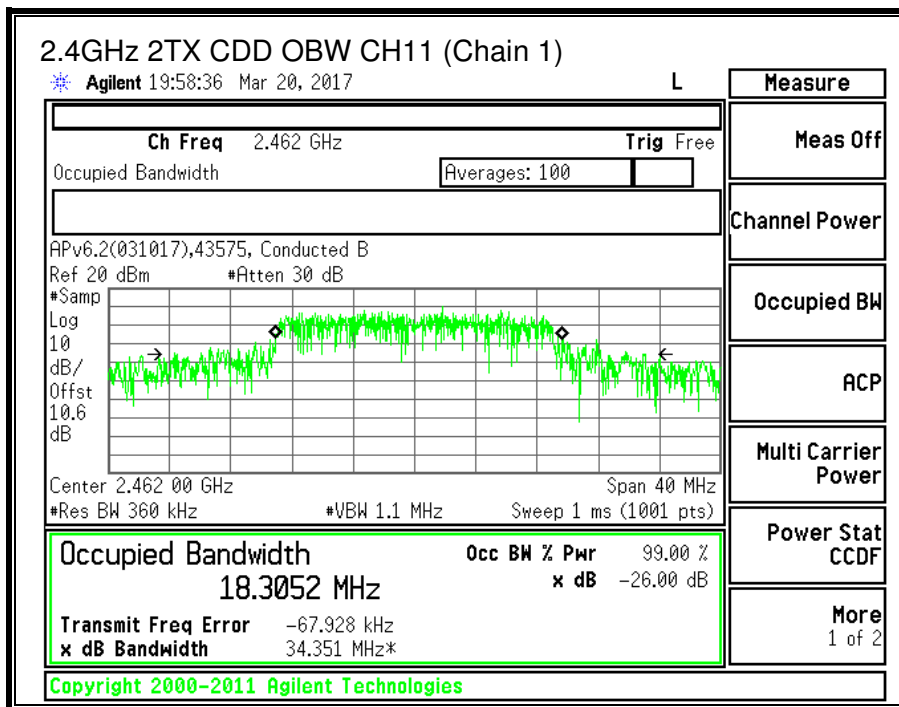 2.4GHz 2TX CDD OBW CH11 (Chain 1)
Agilent 19:58:36 Mar 20, 2017 L
Ch Freq 2.462 GHz Trig Free
Occupied Bandwidth Averages: 100
APv6.2(031017),43575, Conducted B
Ref 20 dBm #Atten 30 dB
#Samp
Log
10
dB/
Offst
10.6
dB
Center 2.462 00 GHz Span 40 MHz
#Res BW 360 kHz #VBW 1.1 MHz Sweep 1 ms (1001 pts)
Occupied Bandwidth Occ BW % Pwr 99.00 %
18.3052 MHz x dB -26.00 dB
Transmit Freq Error -67.928 kHz
x dB Bandwidth 34.351 MHz*
Copyright 2000-2011 Agilent Technologies
Measure
Meas Off
Channel Power
Occupied BW
ACP
Multi Carrier
Power
Power Stat
CCDF
More
1 of 2